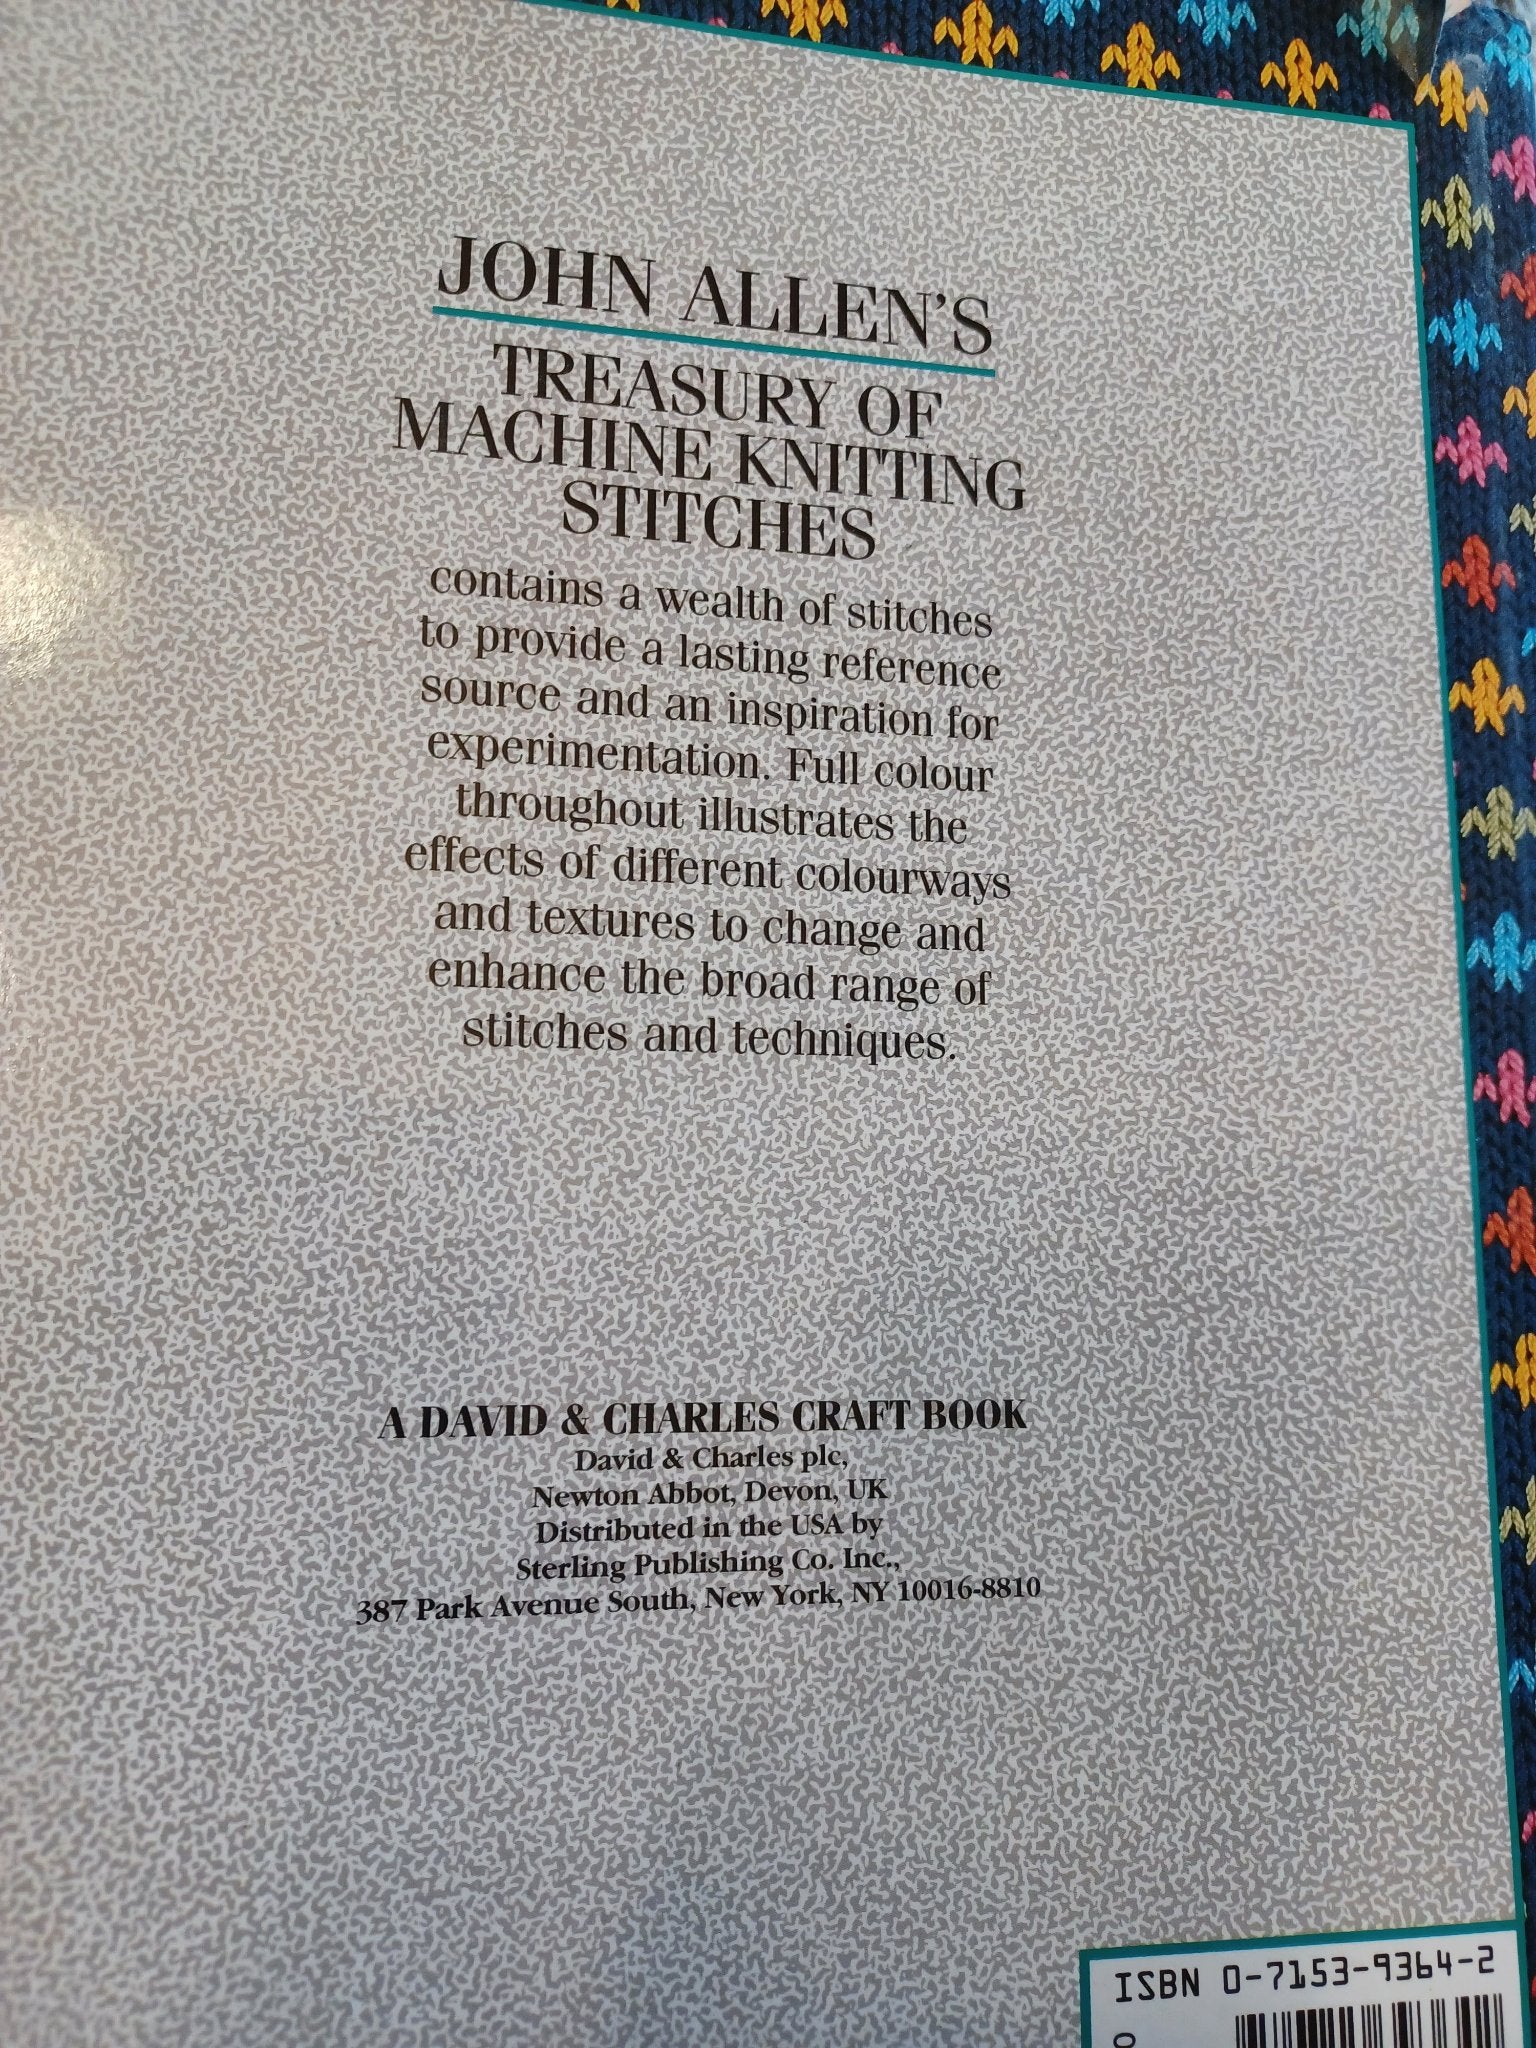 JOHN ALLEN'S
TREASURY OF
MACHINE KNITTING
STITCHES
contains a wealth of stitches
to provide a lasting reference
source and an inspiration for
experimentation. Full colour
throughout illustrates the
effects of different colourways
and textures to change and
enhance the broad range of
stitches and techniques.
A DAVID & CHARLES CRAFT BOOK
David & Charles plc,
Newton Abbot, Devon, UK
Distributed in the USA by
Sterling Publishing Co. Inc.,
387 Park Avenue South, New York, NY 10016-8810
ISBN 0-7153-9364-2